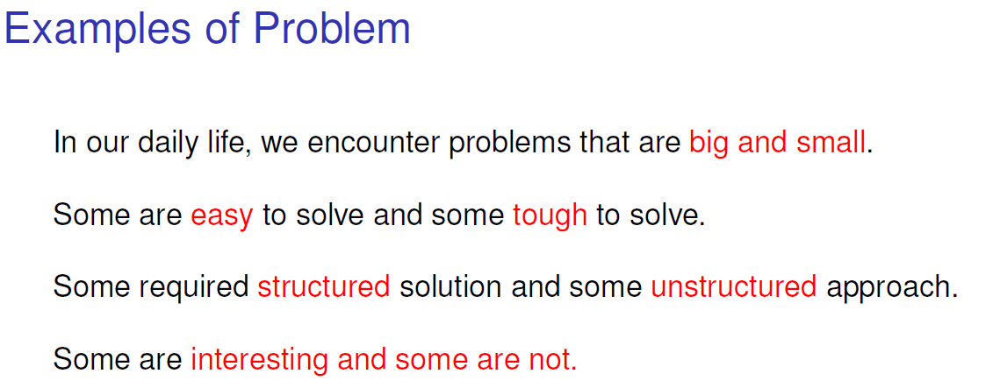 Examples of Problem
In our daily life, we encounter problems that are big and small.
Some are easy to solve and some tough to solve.
Some required structured solution and some unstructured approach.
Some are interesting and some are not.